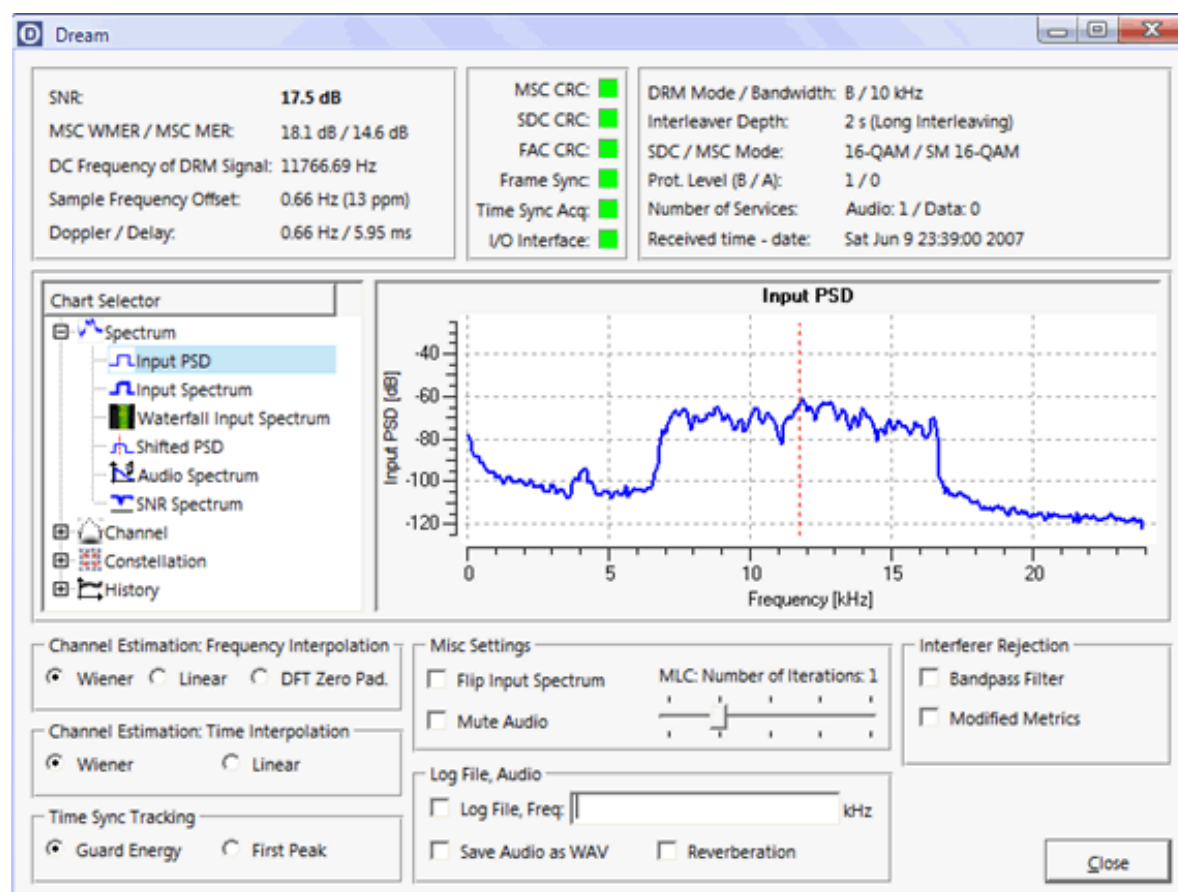 Dream
SNR: 17.5 dB
MSC WMER / MSC MER: 18.1 dB / 14.6 dB
DC Frequency of DRM Signal: 11766.69 Hz
Sample Frequency Offset: 0.66 Hz (13 ppm)
Doppler / Delay: 0.66 Hz / 5.95 ms
MSC CRC:
SDC CRC:
FAC CRC:
Frame Sync:
Time Sync Acq:
I/O Interface:
DRM Mode / Bandwidth: B / 10 kHz
Interleaver Depth: 2 s (Long Interleaving)
SDC / MSC Mode: 16-QAM / SM 16-QAM
Prot. Level (B / A): 1 / 0
Number of Services: Audio: 1 / Data: 0
Received time - date: Sat Jun 9 23:39:00 2007
Chart Selector
Spectrum
Input PSD
Input Spectrum
Waterfall Input Spectrum
Shifted PSD
Audio Spectrum
SNR Spectrum
Channel
Constellation
History
Input PSD
Input PSD [dB]
-40
-60
-80
-100
-120
0 5 10 15 20
Frequency [kHz]
Channel Estimation: Frequency Interpolation
Wiener Linear DFT Zero Pad.
Channel Estimation: Time Interpolation
Wiener Linear
Time Sync Tracking
Guard Energy First Peak
Misc Settings
Flip Input Spectrum
Mute Audio
MLC: Number of Iterations: 1
Log File, Audio
Log File, Freq: kHz
Save Audio as WAV Reverberation
Interferer Rejection
Bandpass Filter
Modified Metrics
Close